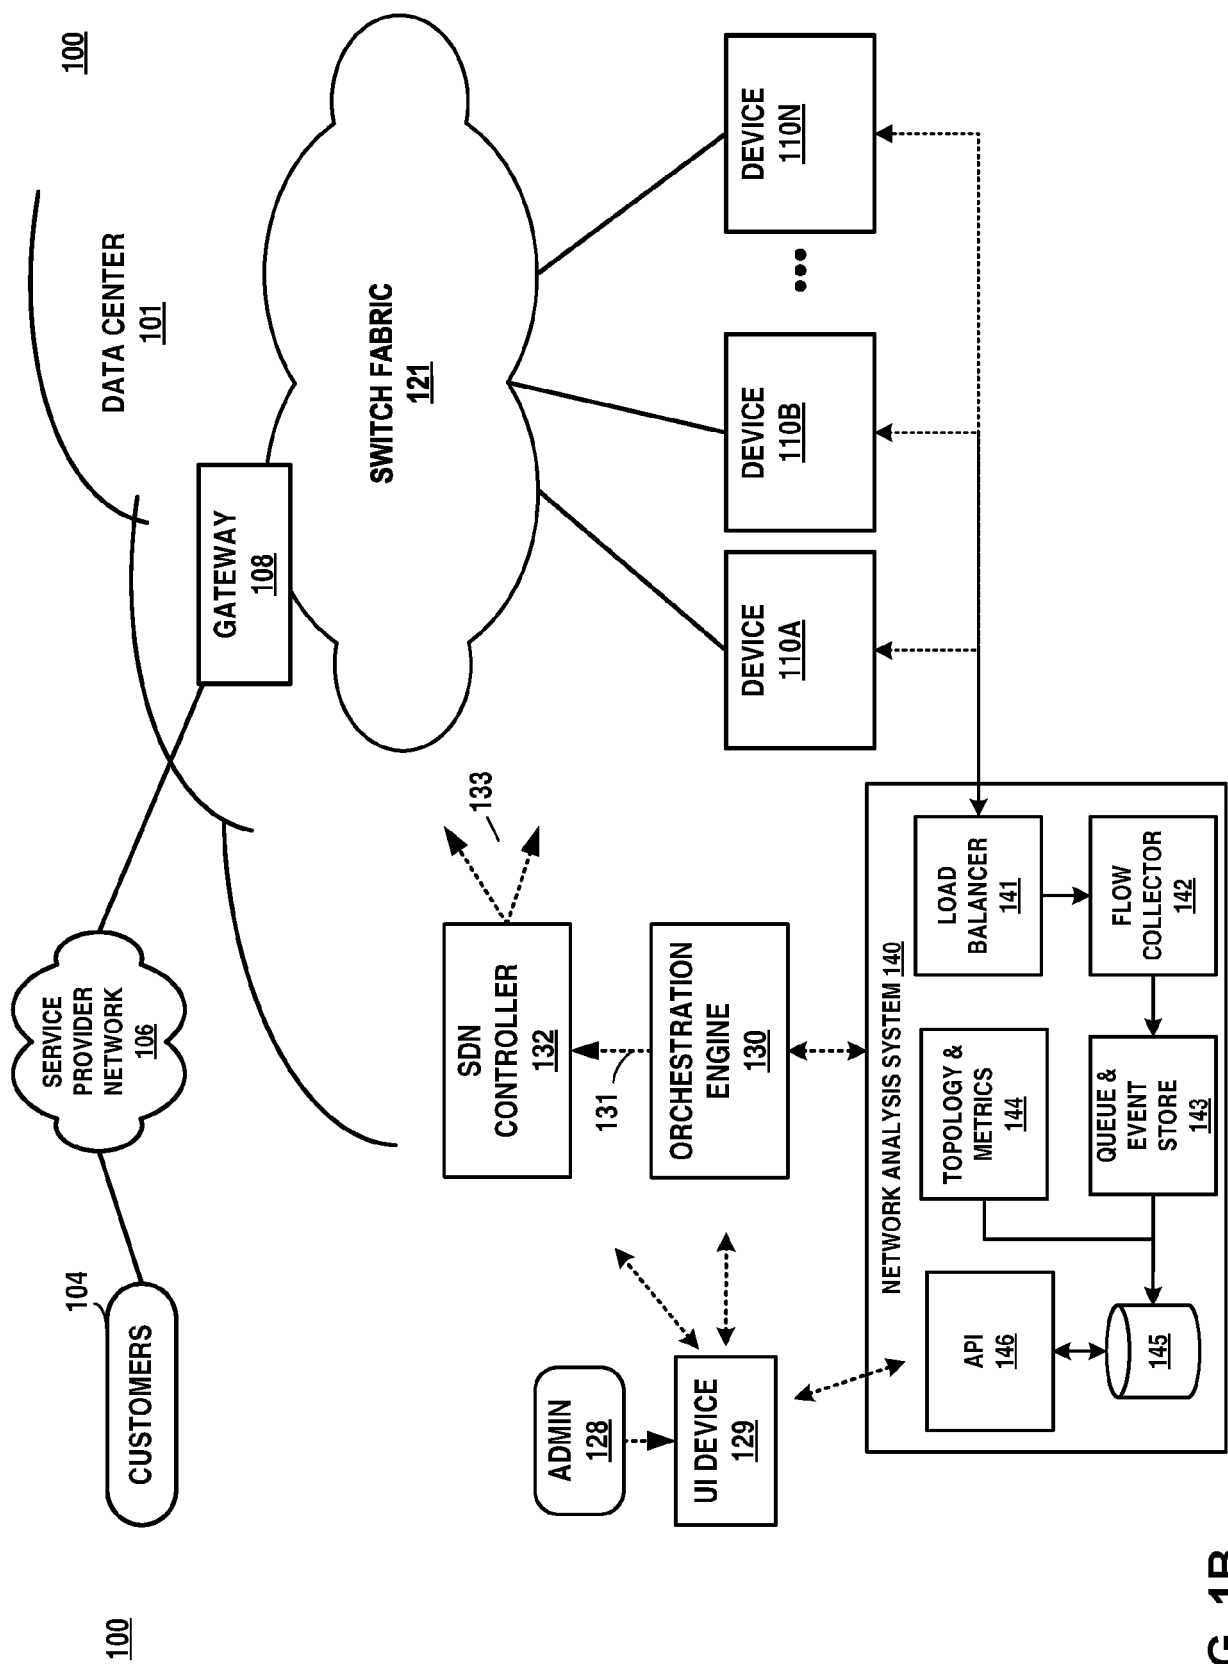 100
100
CUSTOMERS
104
SERVICE
PROVIDER
NETWORK
106
DATA CENTER
101
GATEWAY
108
SWITCH FABRIC
121
ADMIN
128
UI DEVICE
129
SDN
CONTROLLER
132
133
131
ORCHESTRATION
ENGINE
130
DEVICE
110A
DEVICE
110B
DEVICE
110N
NETWORK ANALYSIS SYSTEM 140
API
146
TOPOLOGY &
METRICS
144
LOAD
BALANCER
141
145
QUEUE &
EVENT
STORE
143
FLOW
COLLECTOR
142
G. 1B